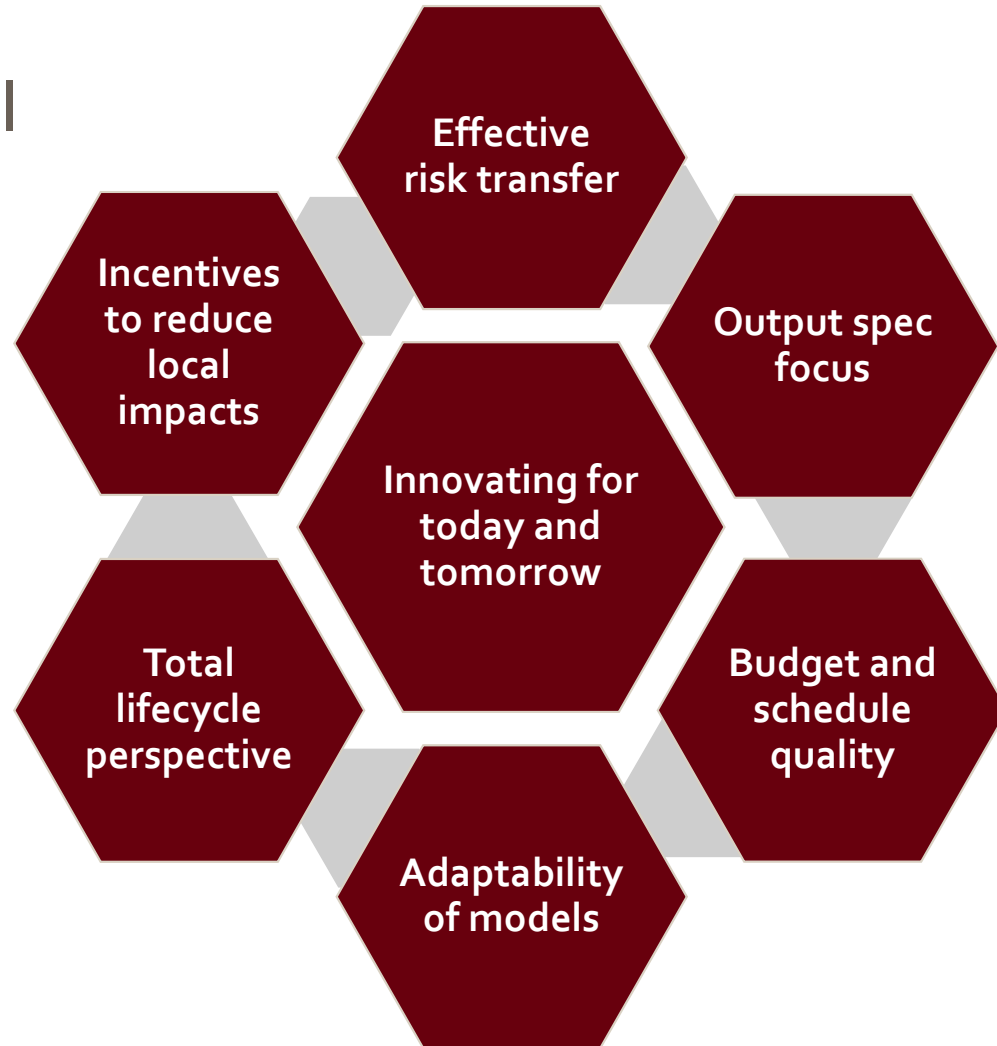 Effective
risk transfer
Incentives
to reduce
local
impacts
Output spec
focus
Innovating for
today and
tomorrow
Total
lifecycle
perspective
Budget and
schedule
quality
Adaptability
of models